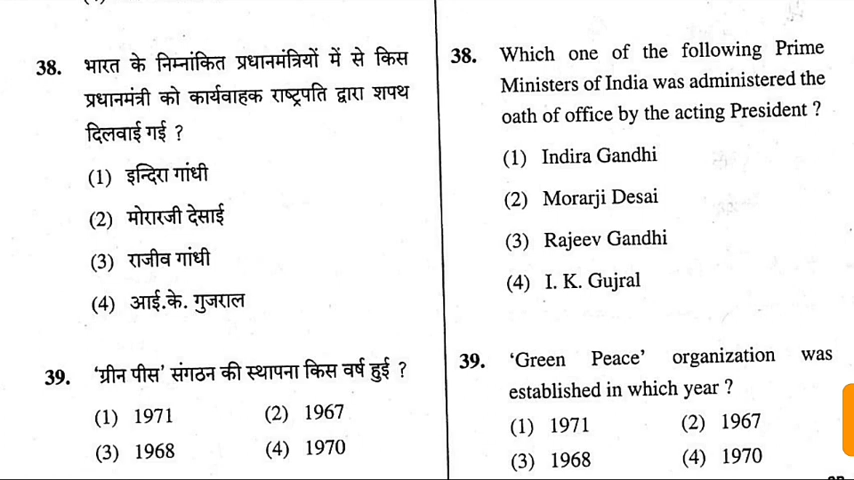 38. भारत के निम्नांकित प्रधानमंत्रियों में से किस
प्रधानमंत्री को कार्यवाहक राष्ट्रपति द्वारा शपथ
दिलवाई गई ?
(1) इन्दिरा गांधी
(2) मोरारजी देसाई
(3) राजीव गांधी
(4) आई.के. गुजराल
39. ‘ग्रीन पीस’ संगठन की स्थापना किस वर्ष हुई ?
(1) 1971 (2) 1967
(3) 1968 (4) 1970
38. Which one of the following Prime
Ministers of India was administered the
oath of office by the acting President ?
(1) Indira Gandhi
(2) Morarji Desai
(3) Rajeev Gandhi
(4) I. K. Gujral
39. ‘Green Peace’ organization was
established in which year ?
(1) 1971 (2) 1967
(3) 1968 (4) 1970